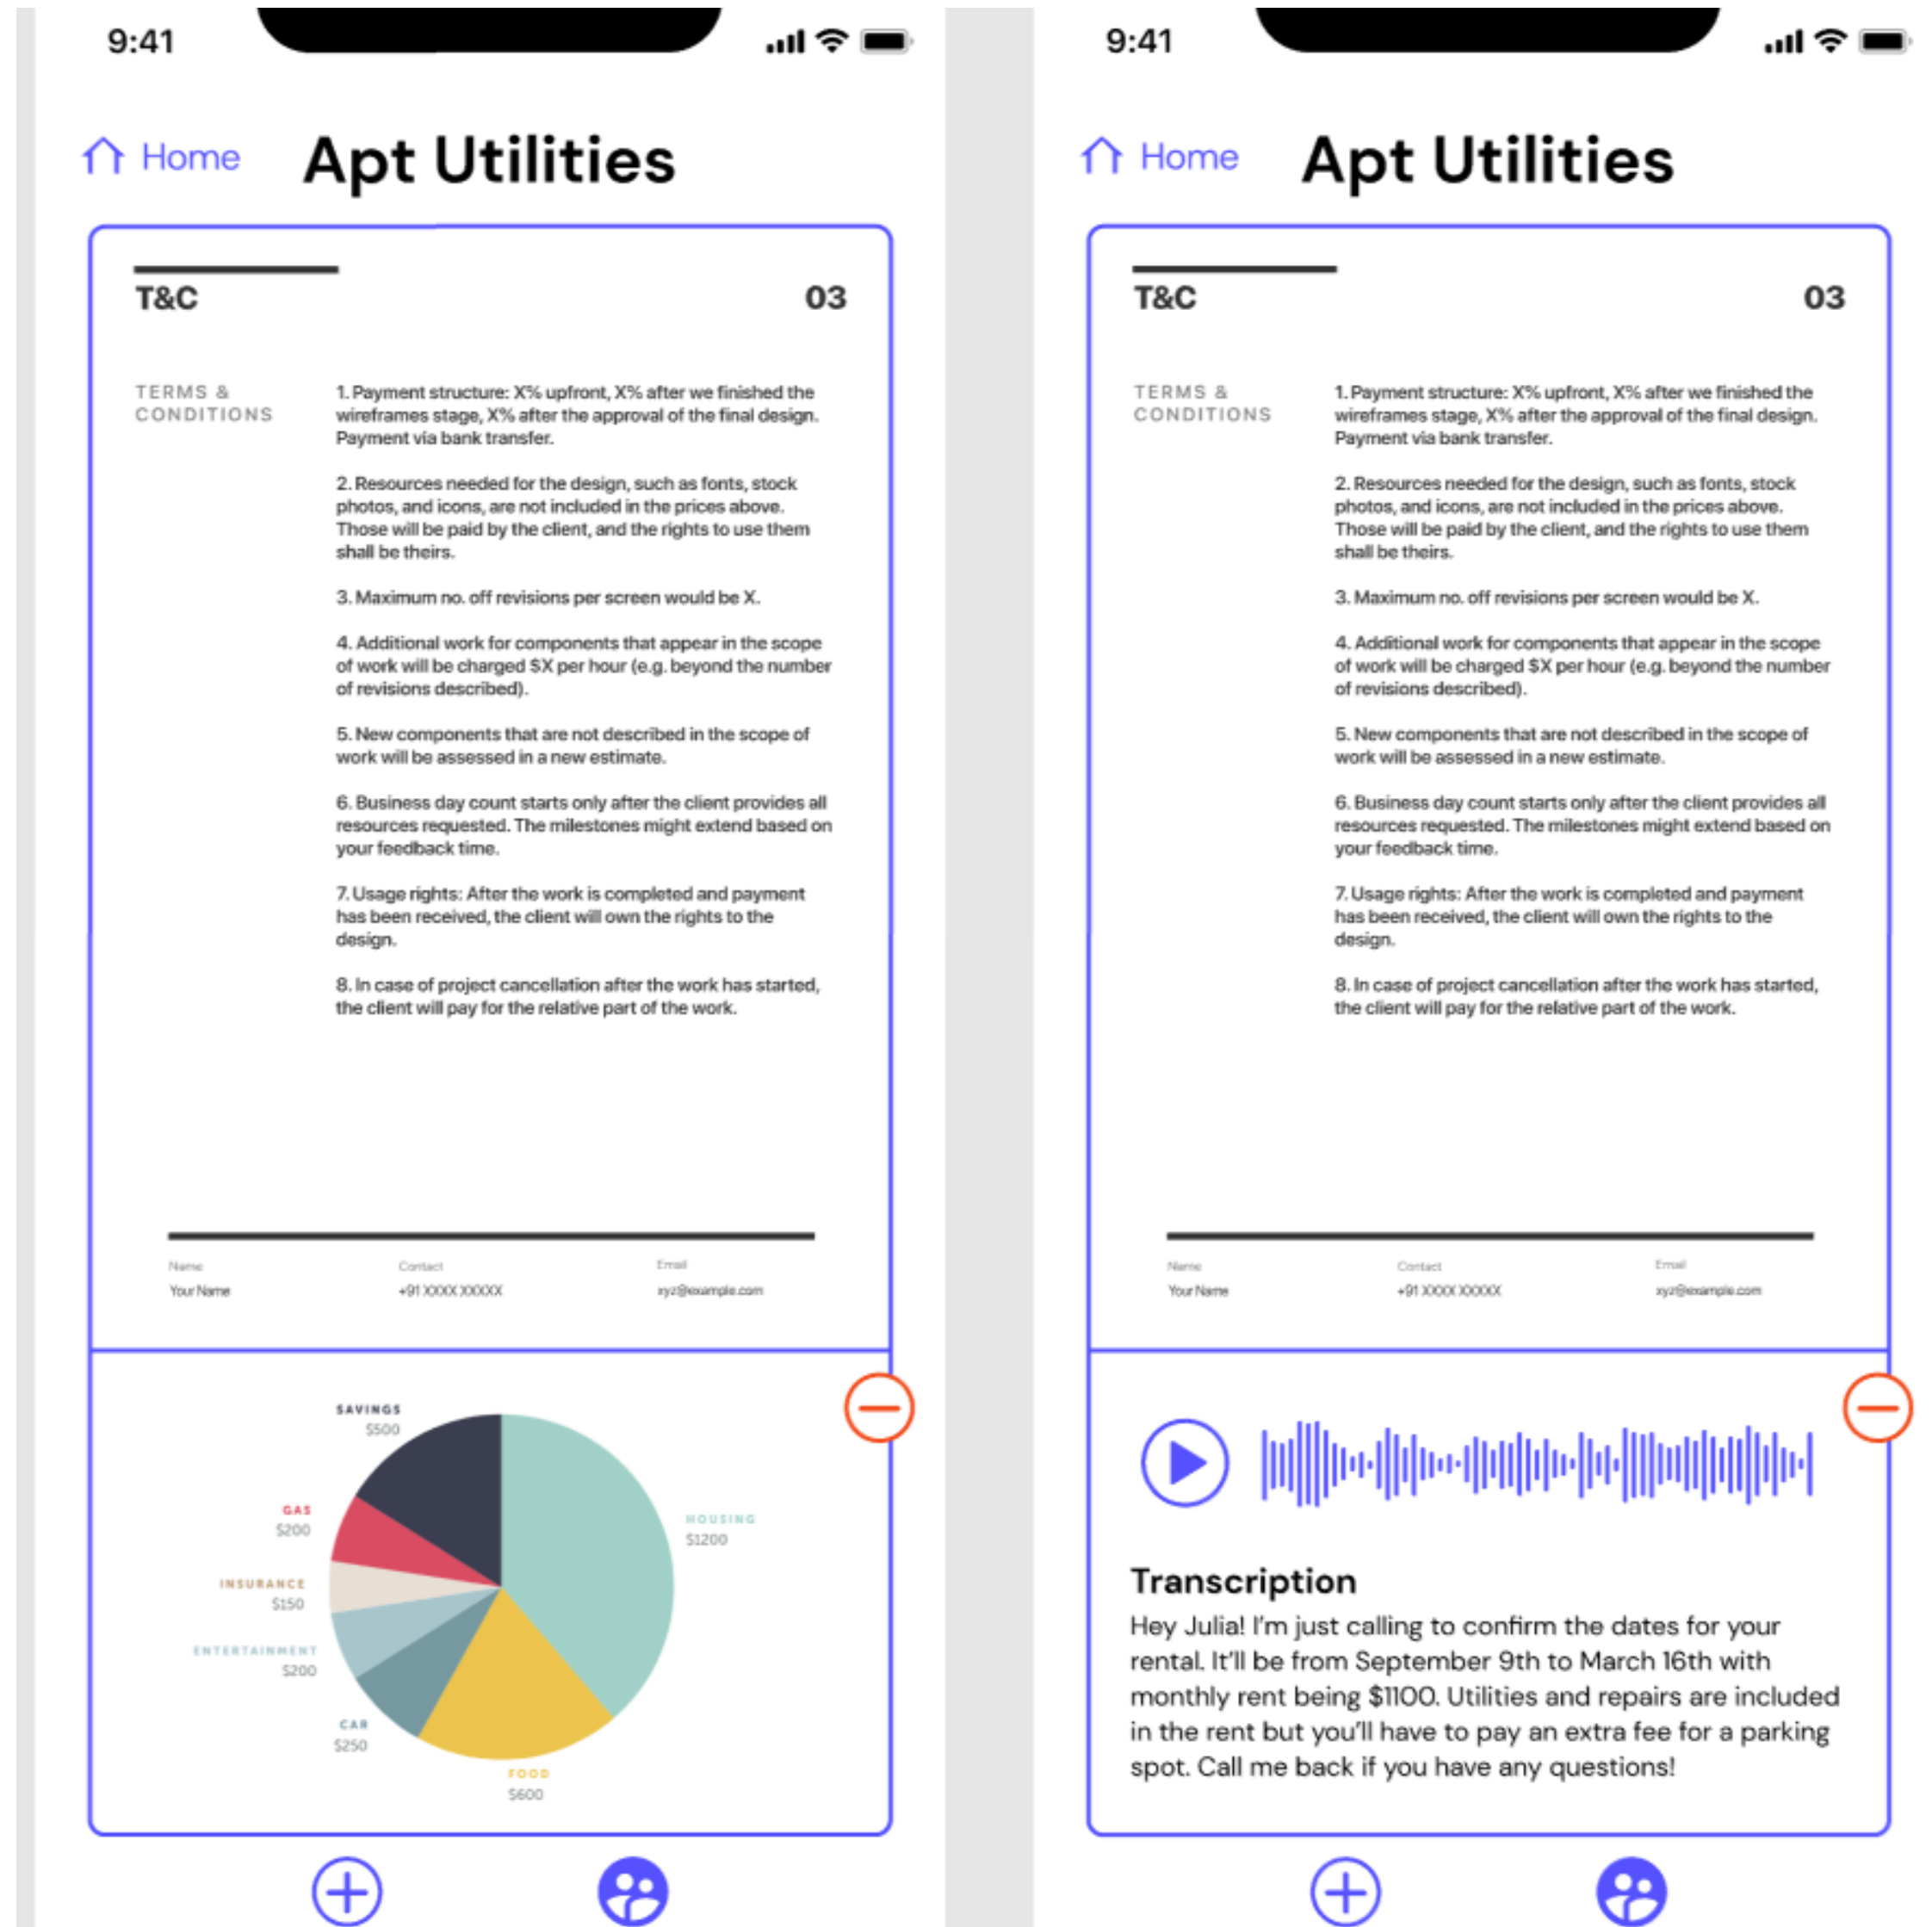 9:41
Home
Apt Utilities
T&C
03
TERMS &
CONDITIONS
1. Payment structure: X% upfront, X% after we finished the
wireframes stage, X% after the approval of the final design.
Payment via bank transfer.
2. Resources needed for the design, such as fonts, stock
photos, and icons, are not included in the prices above.
Those will be paid by the client, and the rights to use them
shall be theirs.
3. Maximum no. off revisions per screen would be X.
4. Additional work for components that appear in the scope
of work will be charged $X per hour (e.g. beyond the number
of revisions described).
5. New components that are not described in the scope of
work will be assessed in a new estimate.
6. Business day count starts only after the client provides all
resources requested. The milestones might extend based on
your feedback time.
7. Usage rights: After the work is completed and payment
has been received, the client will own the rights to the
design.
8. In case of project cancellation after the work has started,
the client will pay for the relative part of the work.
Name
Your Name
Contact
+91 XXXX XXXXX
Email
xyz@example.com
SAVINGS
$500
GAS
$200
INSURANCE
$150
ENTERTAINMENT
$200
CAR
$250
FOOD
$600
HOUSING
$1200
9:41
Home
Apt Utilities
T&C
03
TERMS &
CONDITIONS
1. Payment structure: X% upfront, X% after we finished the
wireframes stage, X% after the approval of the final design.
Payment via bank transfer.
2. Resources needed for the design, such as fonts, stock
photos, and icons, are not included in the prices above.
Those will be paid by the client, and the rights to use them
shall be theirs.
3. Maximum no. off revisions per screen would be X.
4. Additional work for components that appear in the scope
of work will be charged $X per hour (e.g. beyond the number
of revisions described).
5. New components that are not described in the scope of
work will be assessed in a new estimate.
6. Business day count starts only after the client provides all
resources requested. The milestones might extend based on
your feedback time.
7. Usage rights: After the work is completed and payment
has been received, the client will own the rights to the
design.
8. In case of project cancellation after the work has started,
the client will pay for the relative part of the work.
Name
Your Name
Contact
+91 XXXX XXXXX
Email
xyz@example.com
Transcription
Hey Julia! I'm just calling to confirm the dates for your
rental. It'll be from September 9th to March 16th with
monthly rent being $1100. Utilities and repairs are included
in the rent but you'll have to pay an extra fee for a parking
spot. Call me back if you have any questions!